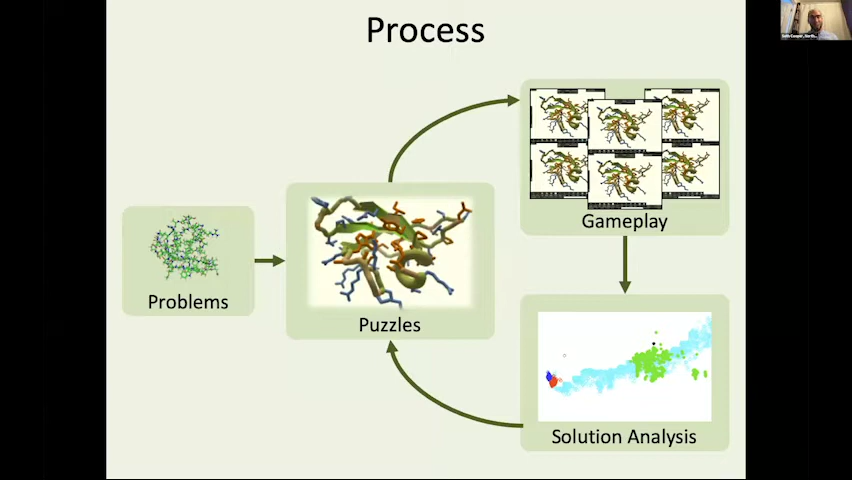 Process
Gameplay
Problems
Puzzles
Solution Analysis